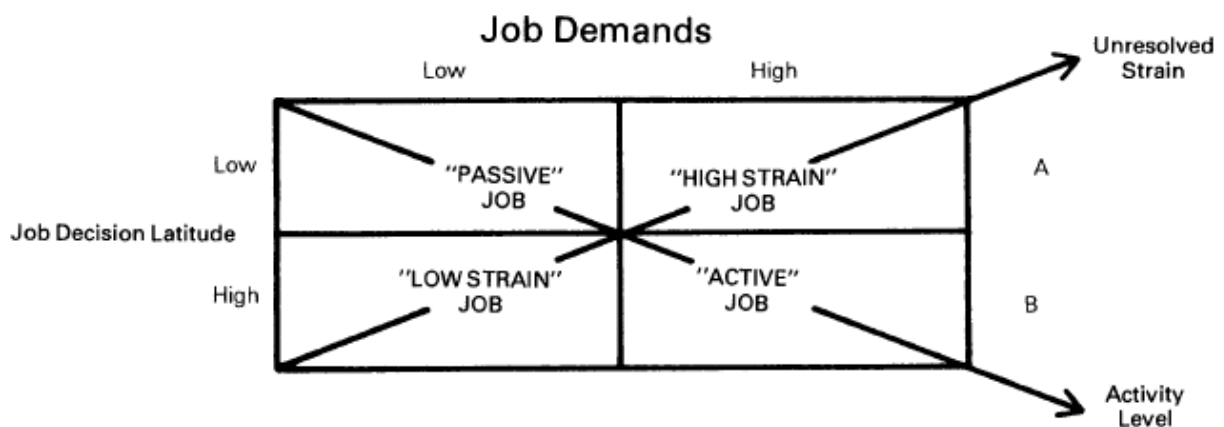 Job Demands
Unresolved
Strain
Low
High
Low
"PASSIVE"
JOB
"HIGH STRAIN"
JOB
A
Job Decision Latitude
High
"LOW STRAIN"
JOB
"ACTIVE"
JOB
B
Activity
Level